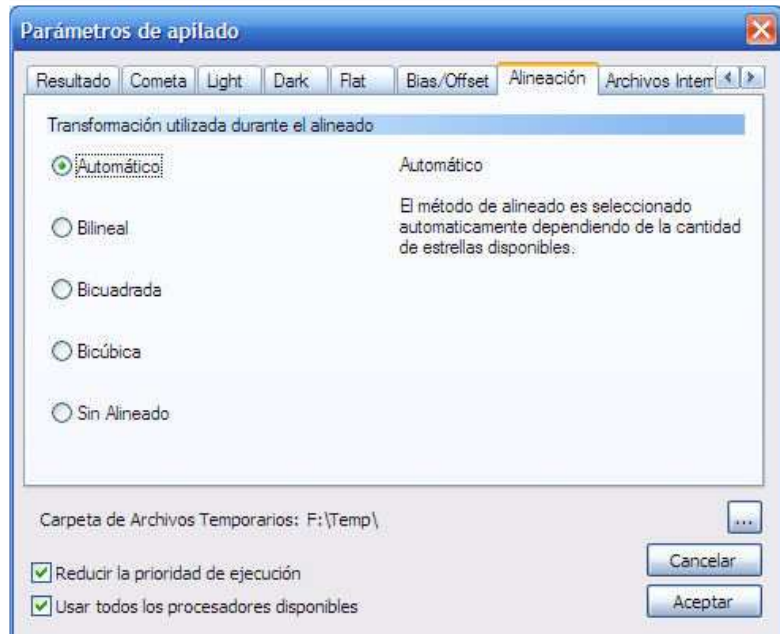 Parámetros de apilado
Resultado Cometa Light Dark Flat Bias/Offset Alineación Archivos Interr
Transformación utilizada durante el alineado
Automático
Automático
El método de alineado es seleccionado
automaticamente dependiendo de la cantidad
de estrellas disponibles.
Bilineal
Bicuadrada
Bicúbica
Sin Alineado
Carpeta de Archivos Temporarios: F:\Temp\
...
Reducir la prioridad de ejecución
Cancelar
Usar todos los procesadores disponibles
Aceptar